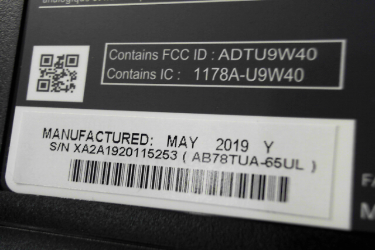 Contains FCC ID : ADTU9W40
Contains IC : 1178A-U9W40
MANUFACTURED: MAY 2019 Y
S/N XA2A1920115253 ( AB78TUA-65UL )